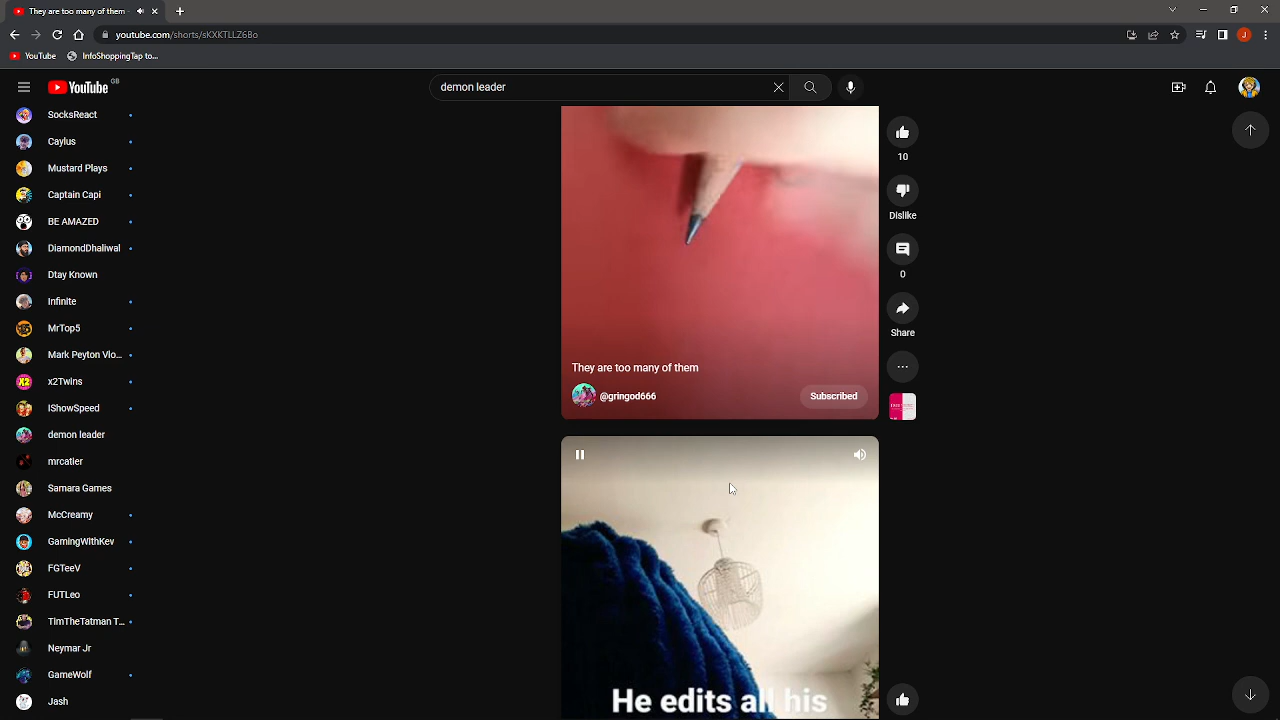 They are too many of them -
youtube.com/shorts/sKXKTLLZ6Bo
YouTube
InfoShoppingTap to...
YouTube GB
demon leader
SocksReact
Caylus
Mustard Plays
Captain Capi
BE AMAZED
DiamondDhaliwal
Dtay Known
Infinite
MrTop5
Mark Peyton Vlo...
x2Twins
IShowSpeed
demon leader
mrcatier
Samara Games
McCreamy
GamingWithKev
FGTeeV
FUTLeo
TimTheTatman T...
Neymar Jr
GameWolf
Jash
They are too many of them
@gringod666
Subscribed
10
Dislike
0
Share
He edits all his
J